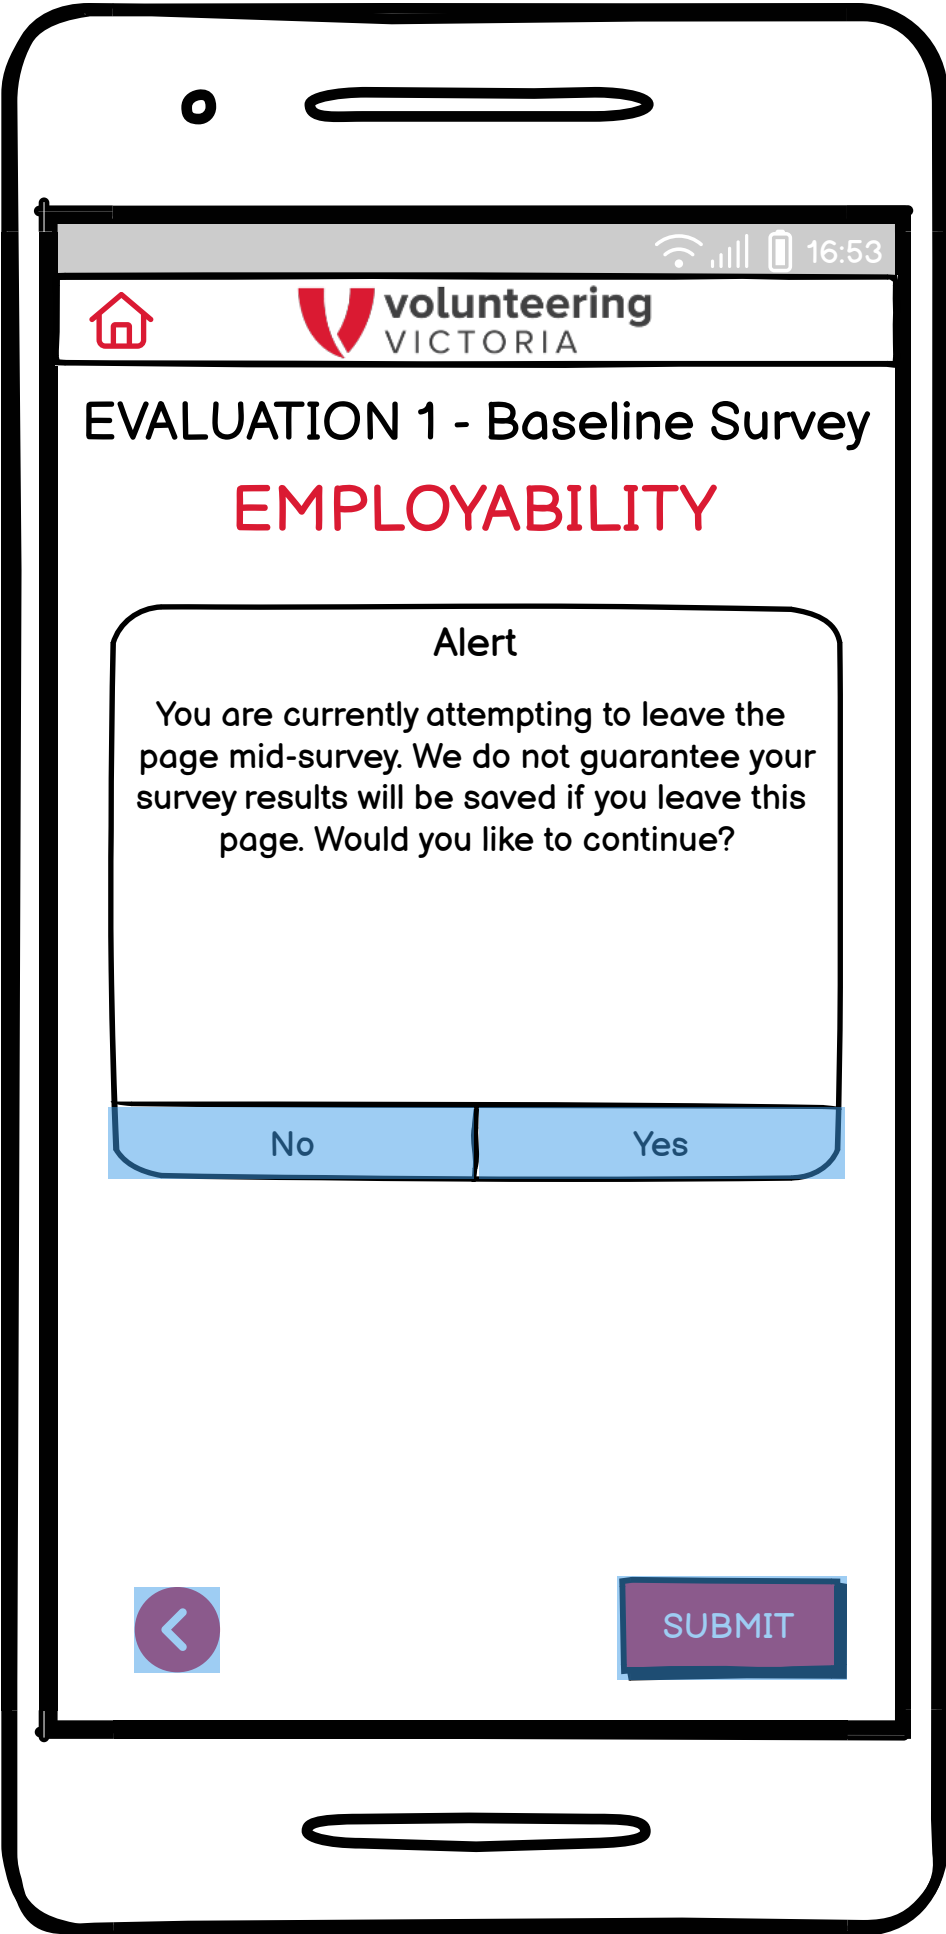 16:53
volunteering
VICTORIA
EVALUATION 1 - Baseline Survey
EMPLOYABILITY
Alert
You are currently attempting to leave the
page mid-survey. We do not guarantee your
survey results will be saved if you leave this
page. Would you like to continue?
No
Yes
SUBMIT